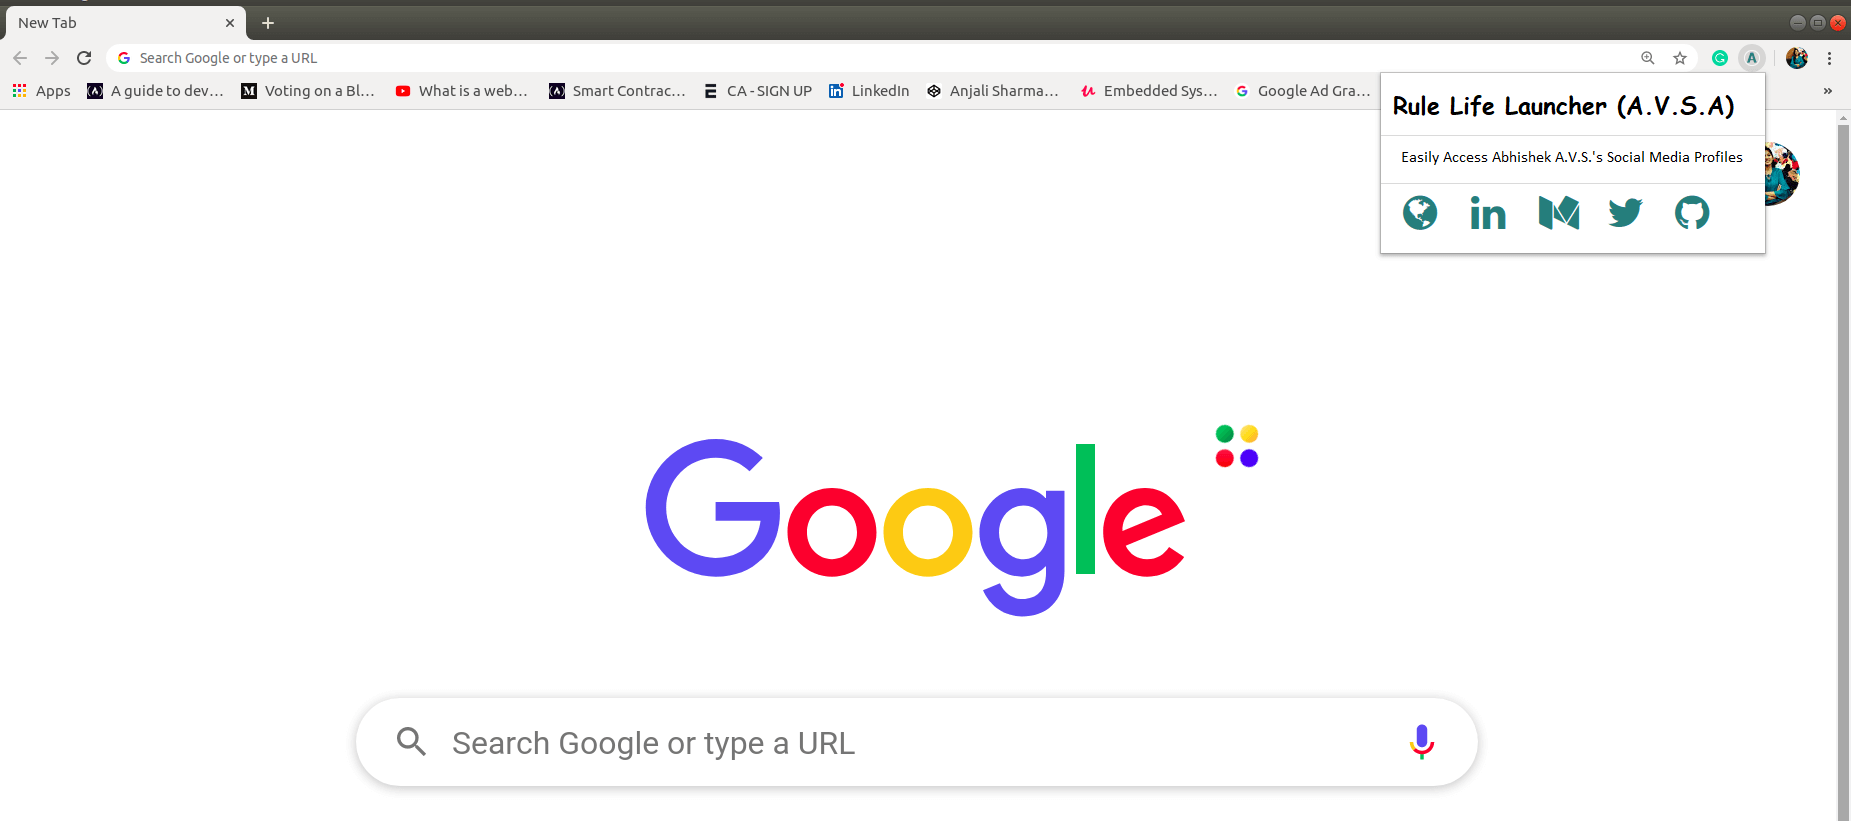 New Tab
Search Google or type a URL
Apps A guide to dev... Voting on a Bl... What is a web... Smart Contrac... CA - SIGN UP LinkedIn Anjali Sharma... Embedded Sys... Google Ad Gra...
Rule Life Launcher (A.V.S.A)
Easily Access Abhishek A.V.S.'s Social Media Profiles
Google
Search Google or type a URL